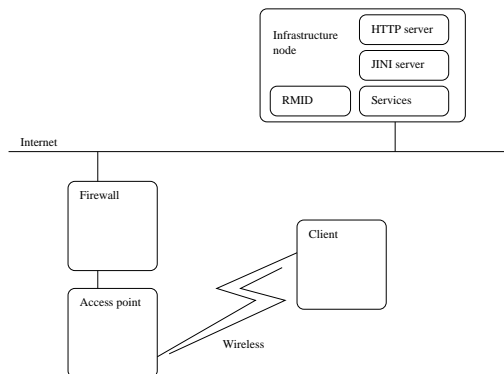 Infrastructure
node
HTTP server
JINI server
RMID
Services
Internet
Firewall
Client
Access point
Wireless